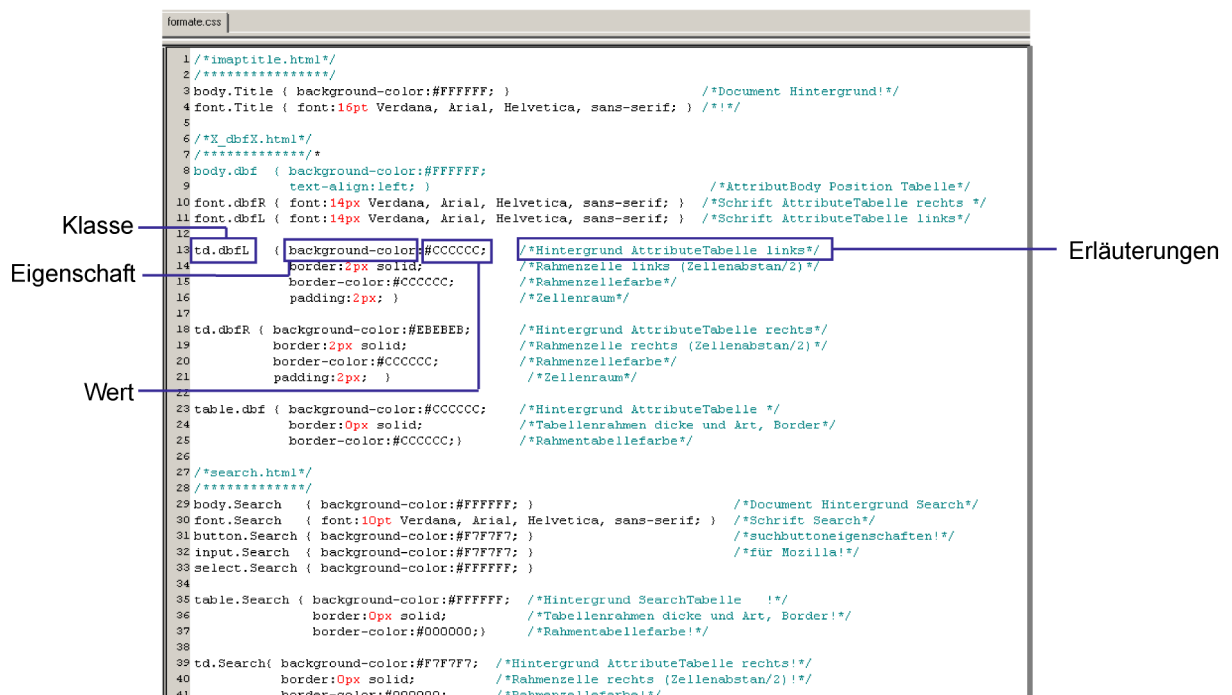 formate.css
1 /*imaptitle.html*/
2 /****************/
3 body.Title { background-color:#FFFFFF; } /*Document Hintergrund!*/
4 font.Title { font:16pt Verdana, Arial, Helvetica, sans-serif; } /*!*/
5
6 /*X_dbfX.html*/
7 /*************/*
8 body.dbf { background-color:#FFFFFF;
9 text-align:left; } /*AttributBody Position Tabelle*/
10 font.dbfR { font:14px Verdana, Arial, Helvetica, sans-serif; } /*Schrift AttributeTabelle rechts */
11 font.dbfL { font:14px Verdana, Arial, Helvetica, sans-serif; } /*Schrift AttributeTabelle links*/
Klasse
12
13 td.dbfL { background-color:#CCCCCC; /*Hintergrund AttributeTabelle links*/
Erläuterungen
Eigenschaft
14 border:2px solid; /*Rahmenzelle links (Zellenabstan/2)*/
15 border-color:#CCCCCC; /*Rahmenzellefarbe*/
16 padding:2px; } /*Zellenraum*/
17
18 td.dbfR { background-color:#EBEBEB; /*Hintergrund AttributeTabelle rechts*/
19 border:2px solid; /*Rahmenzelle rechts (Zellenabstan/2)*/
20 border-color:#CCCCCC; /*Rahmenzellefarbe*/
21 padding:2px; } /*Zellenraum*/
Wert
22
23 table.dbf { background-color:#CCCCCC; /*Hintergrund AttributeTabelle */
24 border:0px solid; /*Tabellenrahmen dicke und Art, Border*/
25 border-color:#CCCCCC;} /*Rahmentabellefarbe*/
26
27 /*search.html*/
28 /*************/
29 body.Search { background-color:#FFFFFF; } /*Document Hintergrund Search*/
30 font.Search { font:10pt Verdana, Arial, Helvetica, sans-serif; } /*Schrift Search*/
31 button.Search { background-color:#F7F7F7; } /*suchbuttoneigenschaften!*/
32 input.Search { background-color:#F7F7F7; } /*für Mozilla!*/
33 select.Search { background-color:#FFFFFF; }
34
35 table.Search { background-color:#FFFFFF; /*Hintergrund SearchTabelle !*/
36 border:0px solid; /*Tabellenrahmen dicke und Art, Border!*/
37 border-color:#000000;} /*Rahmentabellefarbe!*/
38
39 td.Search{ background-color:#F7F7F7; /*Hintergrund AttributeTabelle rechts!*/
40 border:0px solid; /*Rahmenzelle rechts (Zellenabstan/2)!*/
41 border-color:#000000; /*Rahmenzellefarbe!*/